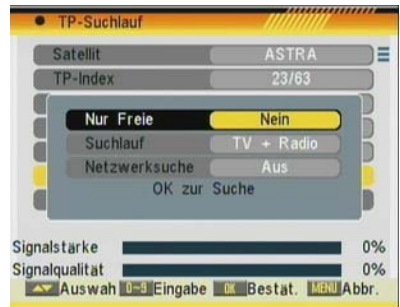 TP-Suchlauf
Satellit ASTRA
TP-Index 23/63
Nur Freie Nein
Suchlauf TV + Radio
Netzwerksuche Aus
OK zur Suche
Signalstärke 0%
Signalqualität 0%
Auswah 0~9 Eingabe OK Bestät. MENU Abbr.